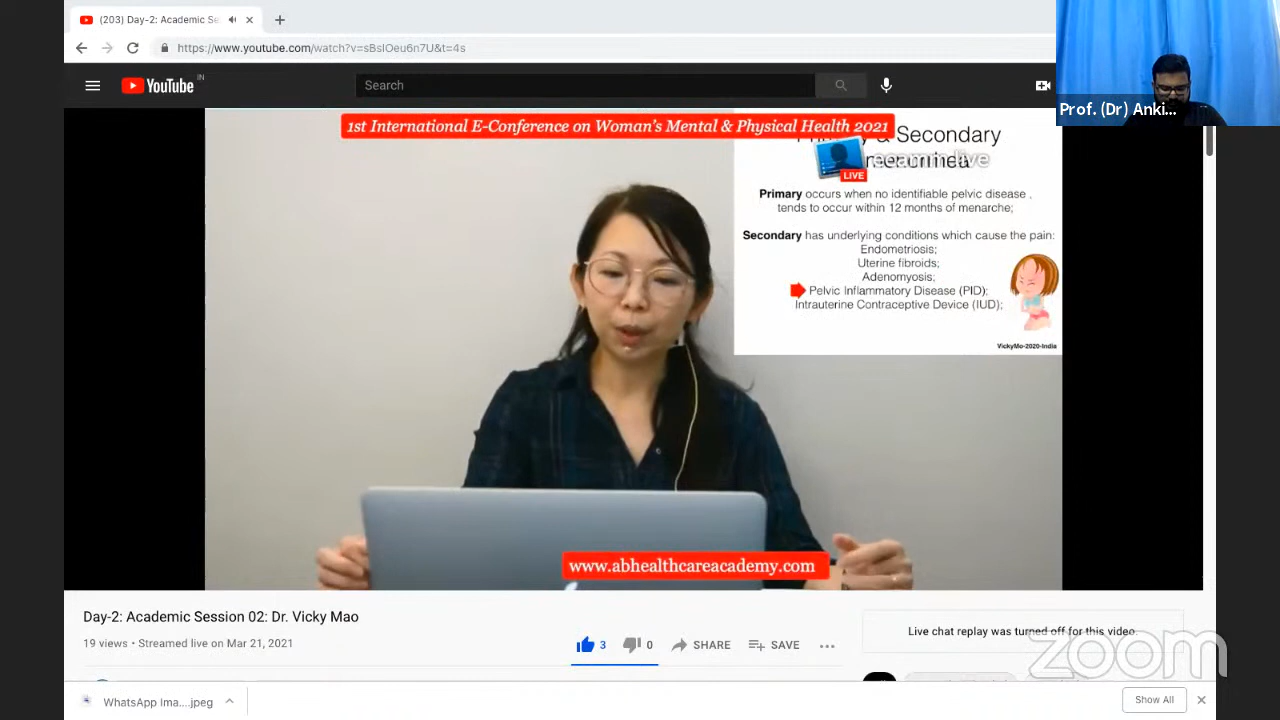 (203) Day-2: Academic Se
https://www.youtube.com/watch?v=sBsIOeu6n7U&t=4s
YouTube IN
Search
Prof. (Dr) Anki...
1st International E-Conference on Woman's Mental & Physical Health 2021
& Secondary
LIVE
ecamm live
Primary occurs when no identifiable pelvic disease ,
tends to occur within 12 months of menarche;
Secondary has underlying conditions which cause the pain:
Endometriosis;
Uterine fibroids;
Adenomyosis;
Pelvic Inflammatory Disease (PID);
Intrauterine Contraceptive Device (IUD);
VickyMo-2020-India
www.abhealthcareacademy.com
Day-2: Academic Session 02: Dr. Vicky Mao
19 views • Streamed live on Mar 21, 2021
3
0
SHARE
SAVE
Live chat replay was turned off for this video.
zoom
WhatsApp Ima....jpeg
Show All